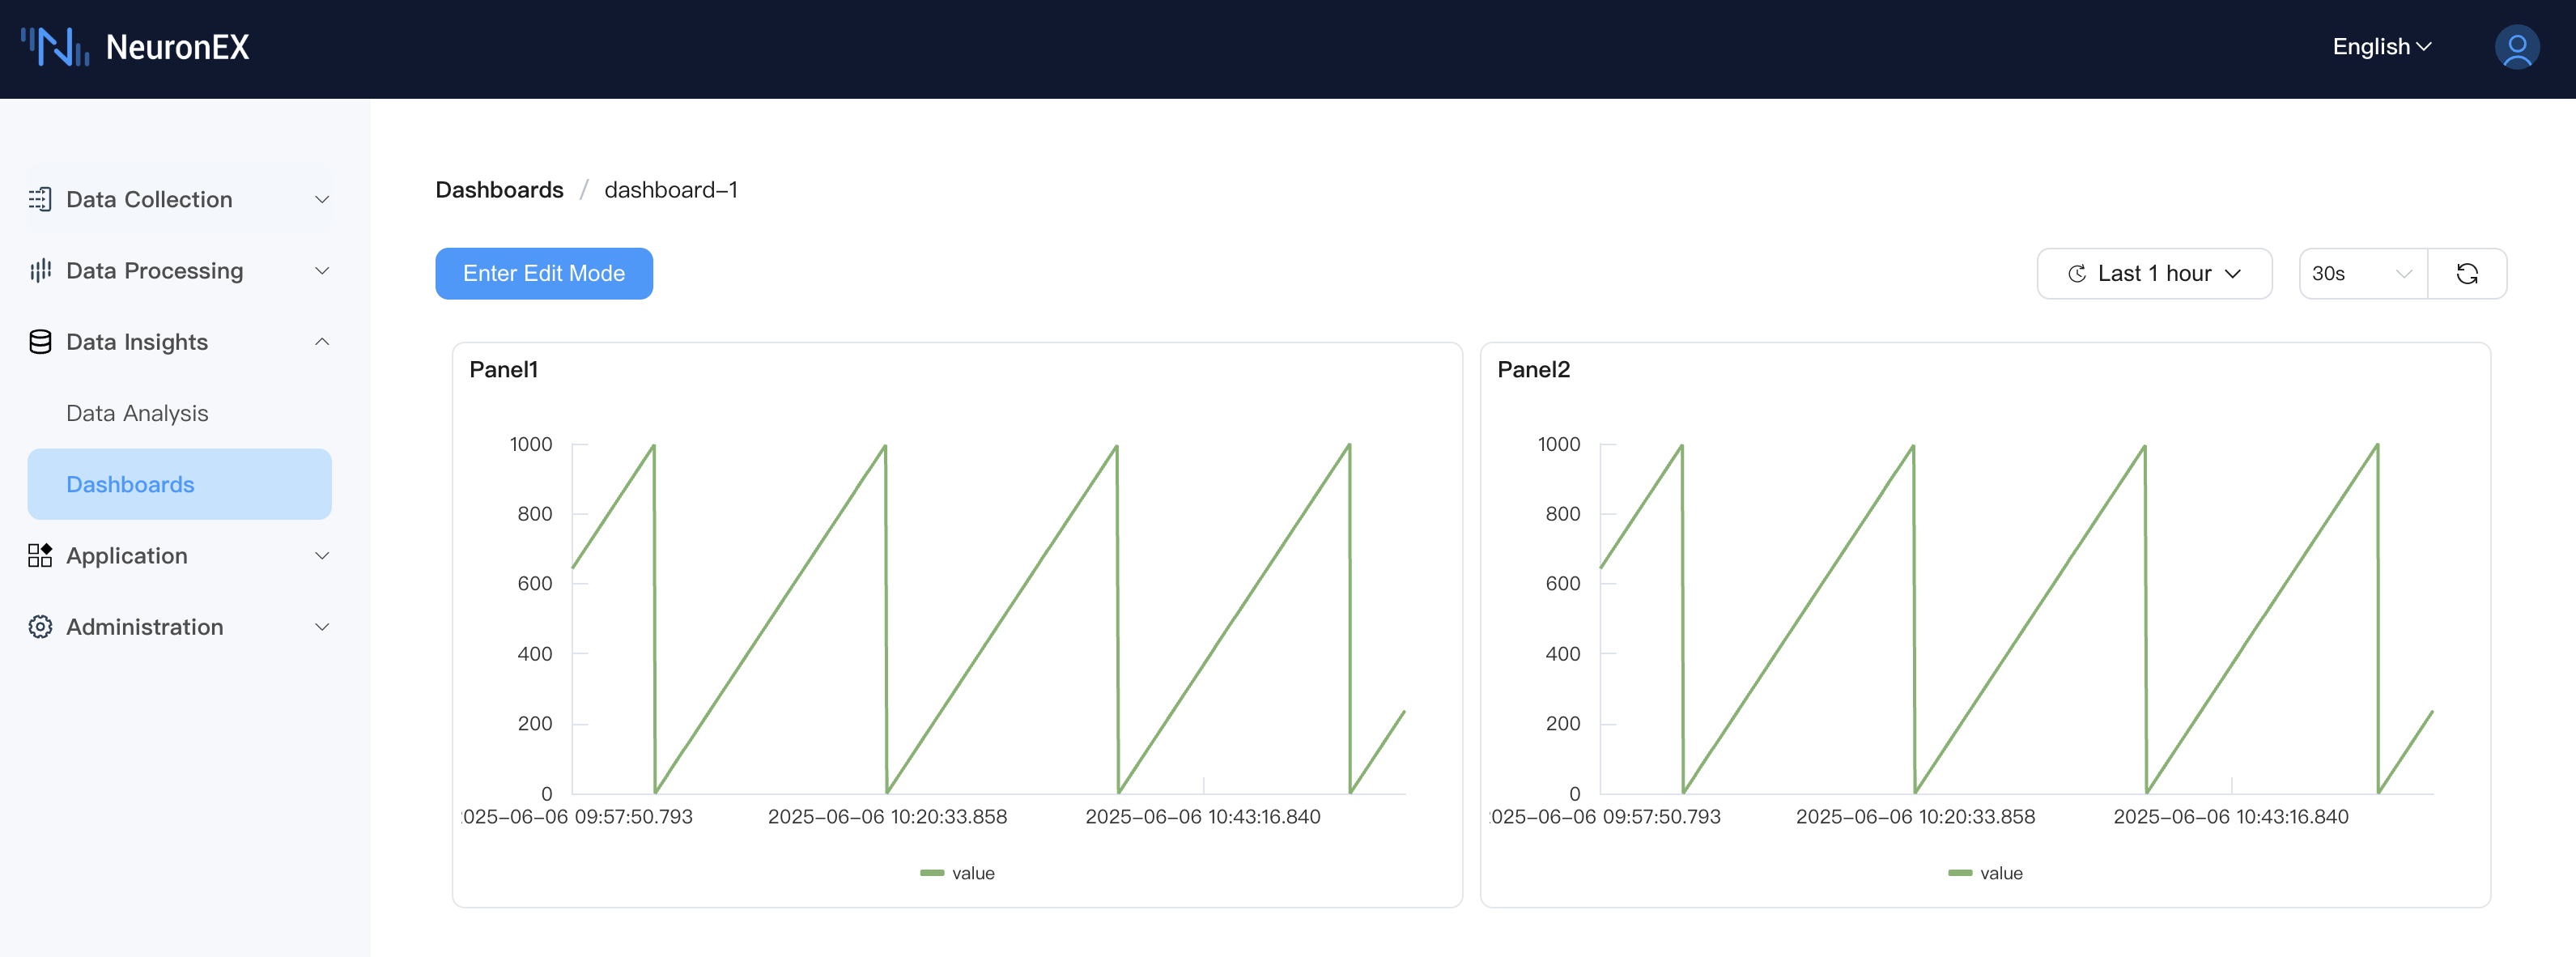 NeuronEX
English
Data Collection
Data Processing
Data Insights
Data Analysis
Dashboards
Application
Administration
Dashboards / dashboard-1
Enter Edit Mode
Last 1 hour
30s
Panel1
1000
800
600
400
200
0
025-06-06 09:57:50.793
2025-06-06 10:20:33.858
2025-06-06 10:43:16.840
value
Panel2
1000
800
600
400
200
0
025-06-06 09:57:50.793
2025-06-06 10:20:33.858
2025-06-06 10:43:16.840
value